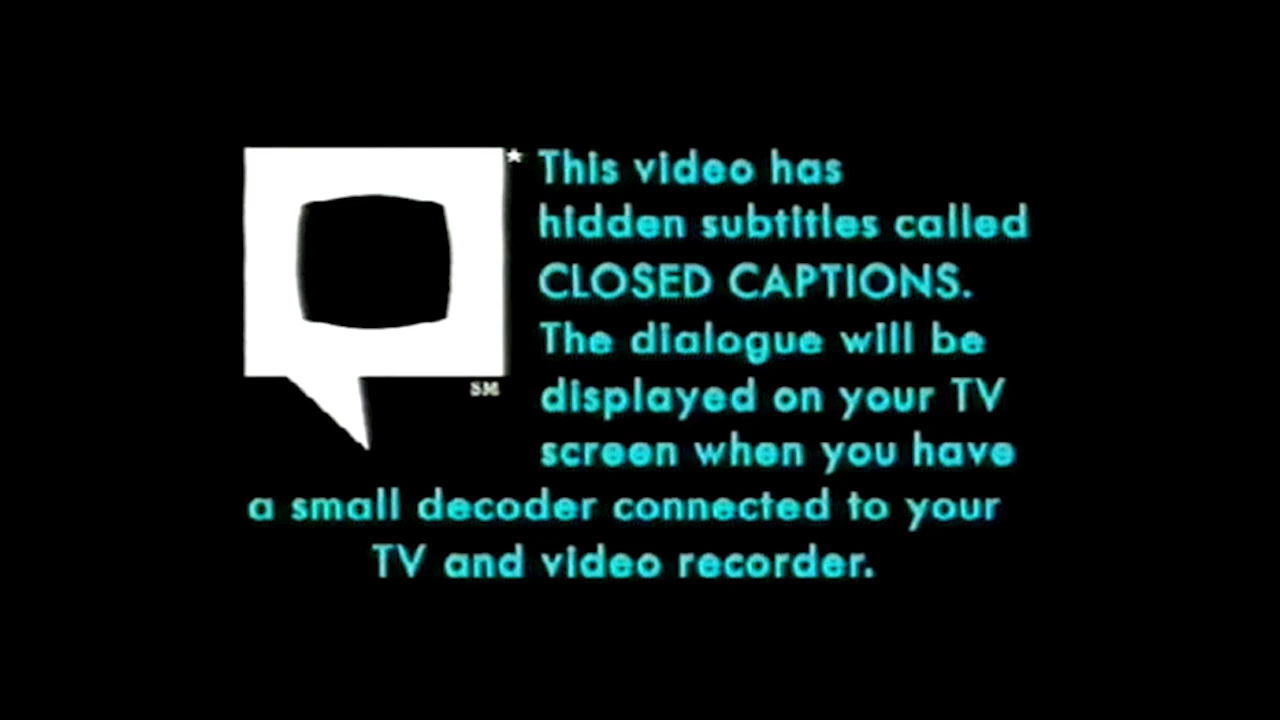 * This video has
hidden subtitles called
CLOSED CAPTIONS.
The dialogue will be
displayed on your TV
SM
screen when you have
a small decoder connected to your
TV and video recorder.